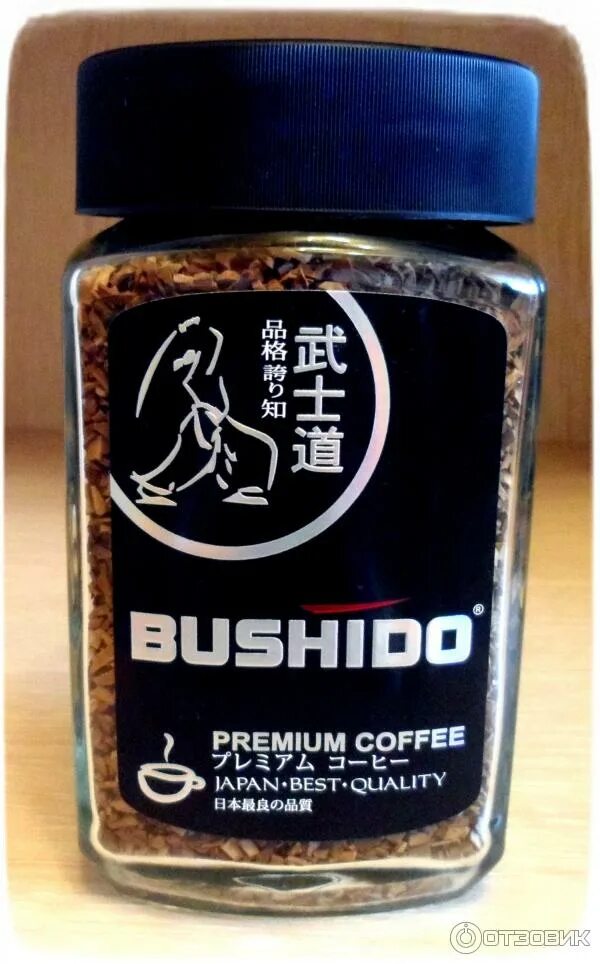 武士道
品格 誇り知
BUSHIDO®
PREMIUM COFFEE
プレミアム コーヒー
JAPAN·BEST·QUALITY
日本最良の品質
ОТЗОВИК